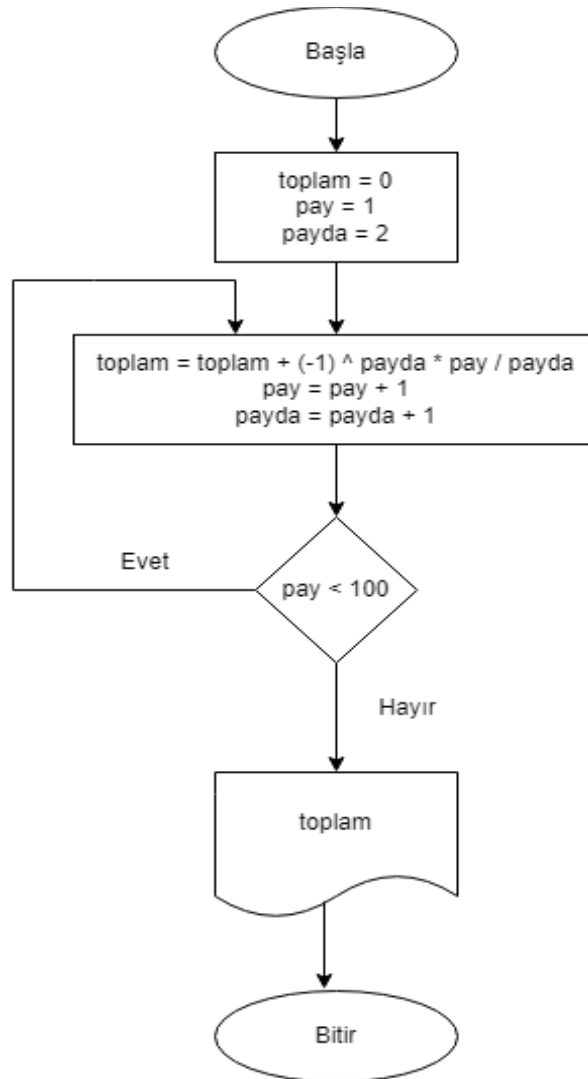 Başla
toplam = 0
pay = 1
payda = 2
toplam = toplam + (-1) ^ payda * pay / payda
pay = pay + 1
payda = payda + 1
Evet
pay < 100
Hayır
toplam
Bitir